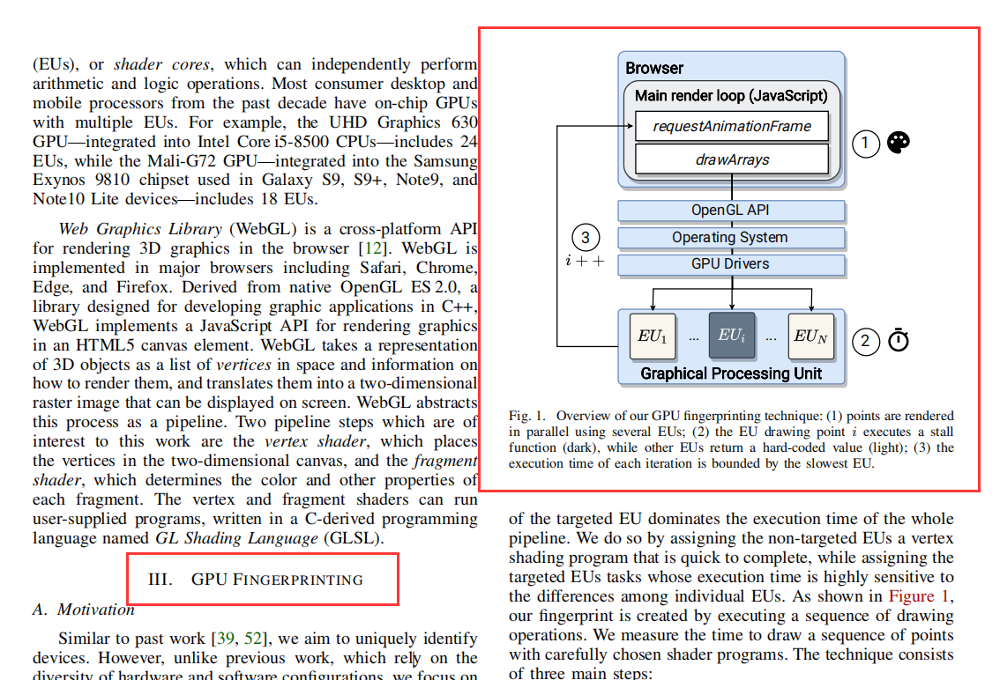 (EUs), or shader cores, which can independently perform
arithmetic and logic operations. Most consumer desktop and
mobile processors from the past decade have on-chip GPUs
with multiple EUs. For example, the UHD Graphics 630
GPU—integrated into Intel Core i5-8500 CPUs—includes 24
EUs, while the Mali-G72 GPU—integrated into the Samsung
Exynos 9810 chipset used in Galaxy S9, S9+, Note9, and
Note10 Lite devices—includes 18 EUs.
Web Graphics Library (WebGL) is a cross-platform API
for rendering 3D graphics in the browser [12]. WebGL is
implemented in major browsers including Safari, Chrome,
Edge, and Firefox. Derived from native OpenGL ES 2.0, a
library designed for developing graphic applications in C++,
WebGL implements a JavaScript API for rendering graphics
in an HTML5 canvas element. WebGL takes a representation
of 3D objects as a list of vertices in space and information on
how to render them, and translates them into a two-dimensional
raster image that can be displayed on screen. WebGL abstracts
this process as a pipeline. Two pipeline steps which are of
interest to this work are the vertex shader, which places
the vertices in the two-dimensional canvas, and the fragment
shader, which determines the color and other properties of
each fragment. The vertex and fragment shaders can run
user-supplied programs, written in a C-derived programming
language named GL Shading Language (GLSL).
III. GPU FINGERPRINTING
A. Motivation
Similar to past work [39, 52], we aim to uniquely identify
devices. However, unlike previous work, which rely on the
diversity of hardware and software configurations, we focus on
Browser
Main render loop (JavaScript)
requestAnimationFrame
drawArrays
1
OpenGL API
Operating System
GPU Drivers
3
i++
EU1 ... EUi ... EUN
2
Graphical Processing Unit
Fig. 1. Overview of our GPU fingerprinting technique: (1) points are rendered
in parallel using several EUs; (2) the EU drawing point i executes a stall
function (dark), while other EUs return a hard-coded value (light); (3) the
execution time of each iteration is bounded by the slowest EU.
of the targeted EU dominates the execution time of the whole
pipeline. We do so by assigning the non-targeted EUs a vertex
shading program that is quick to complete, while assigning the
targeted EUs tasks whose execution time is highly sensitive to
the differences among individual EUs. As shown in Figure 1,
our fingerprint is created by executing a sequence of drawing
operations. We measure the time to draw a sequence of points
with carefully chosen shader programs. The technique consists
of three main steps: